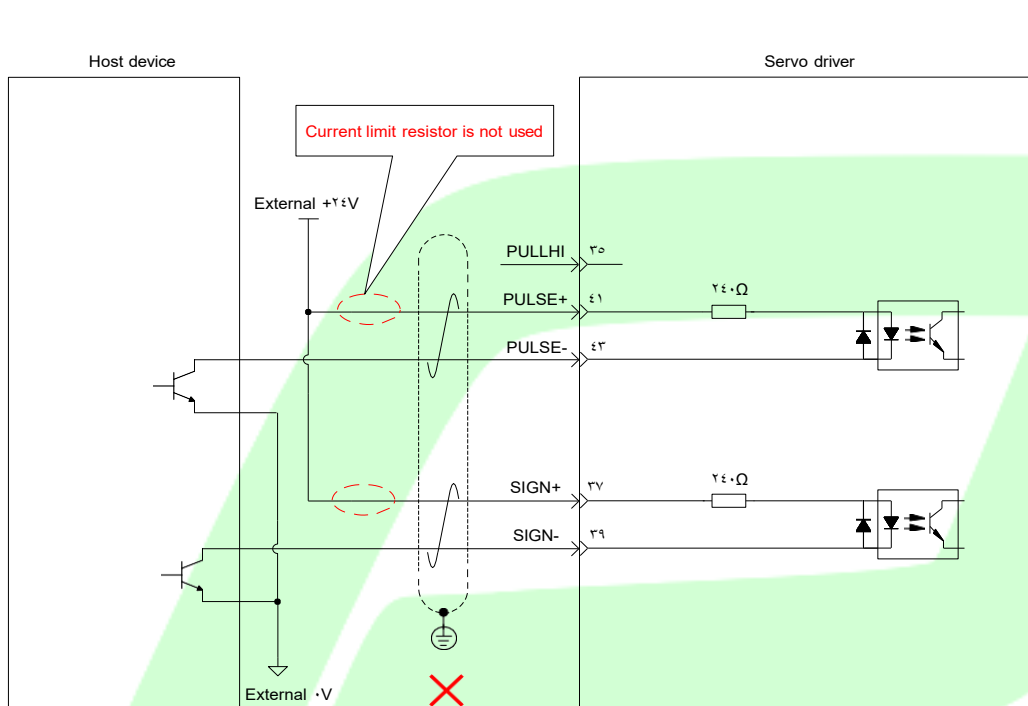 Host device
Servo driver
Current limit resistor is not used
External +٢٤V
PULLHI ٣٥
PULSE+ ٤١
٢٤٠Ω
PULSE- ٤٣
SIGN+ ٣٧
٢٤٠Ω
SIGN- ٣٩
External ٠V